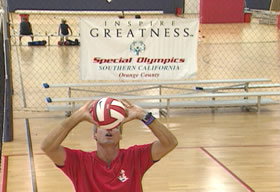 INSPIRE
GREATNESS
Special Olympics
SOUTHERN CALIFORNIA
Orange County